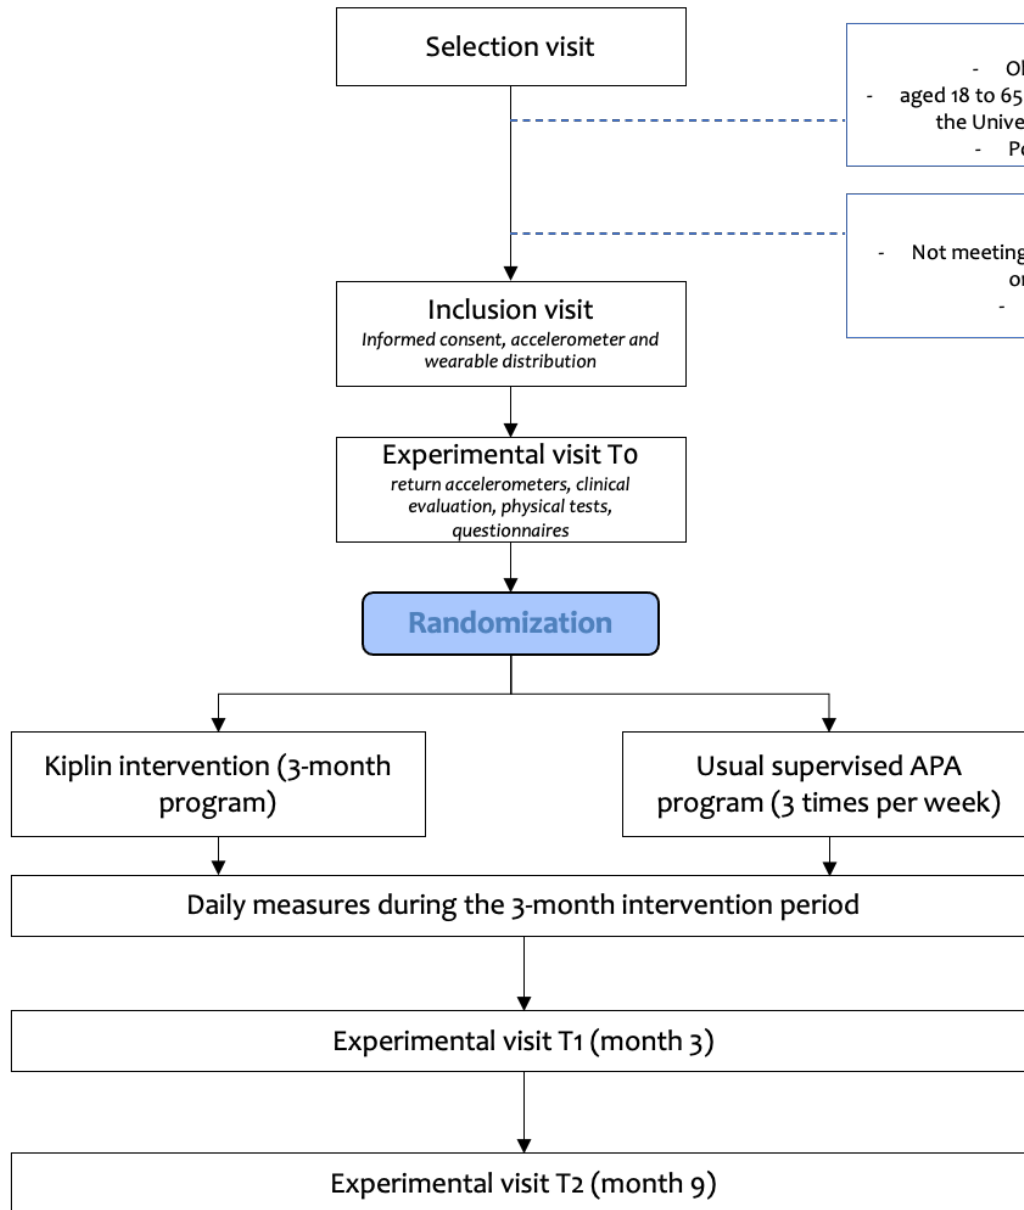 Selection visit
-
- aged 18 to 65
the
-
- Not meeting
-
Inclusion visit
Informed consent, accelerometer and
wearable distribution
Experimental visit T0
return accelerometers, clinical
evaluation, physical tests,
questionnaires
Randomization
Kiplin intervention (3-month
program)
Usual supervised APA
program (3 times per week)
Daily measures during the 3-month intervention period
Experimental visit T1 (month 3)
Experimental visit T2 (month 9)